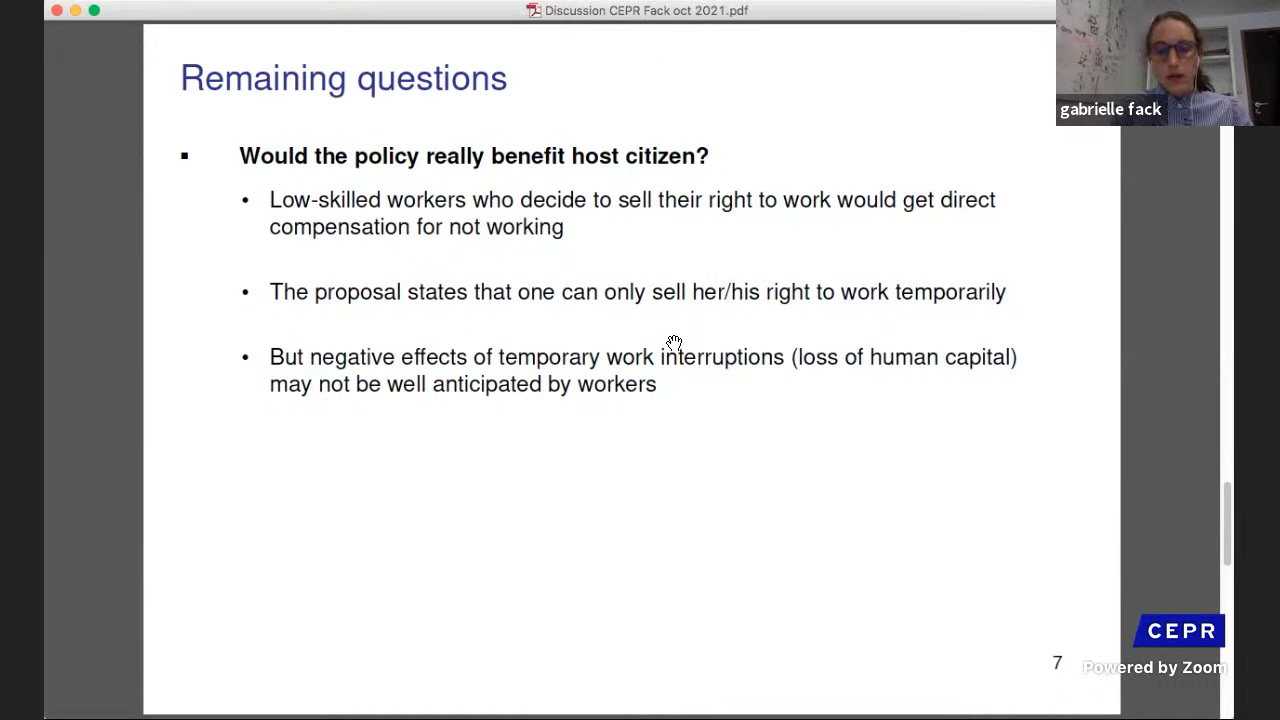 Discussion CEPR Fack oct 2021.pdf
gabrielle fack
Remaining questions
Would the policy really benefit host citizen?
Low-skilled workers who decide to sell their right to work would get direct
compensation for not working
The proposal states that one can only sell her/his right to work temporarily
But negative effects of temporary work interruptions (loss of human capital)
may not be well anticipated by workers
CEPR
7
Powered by Zoom